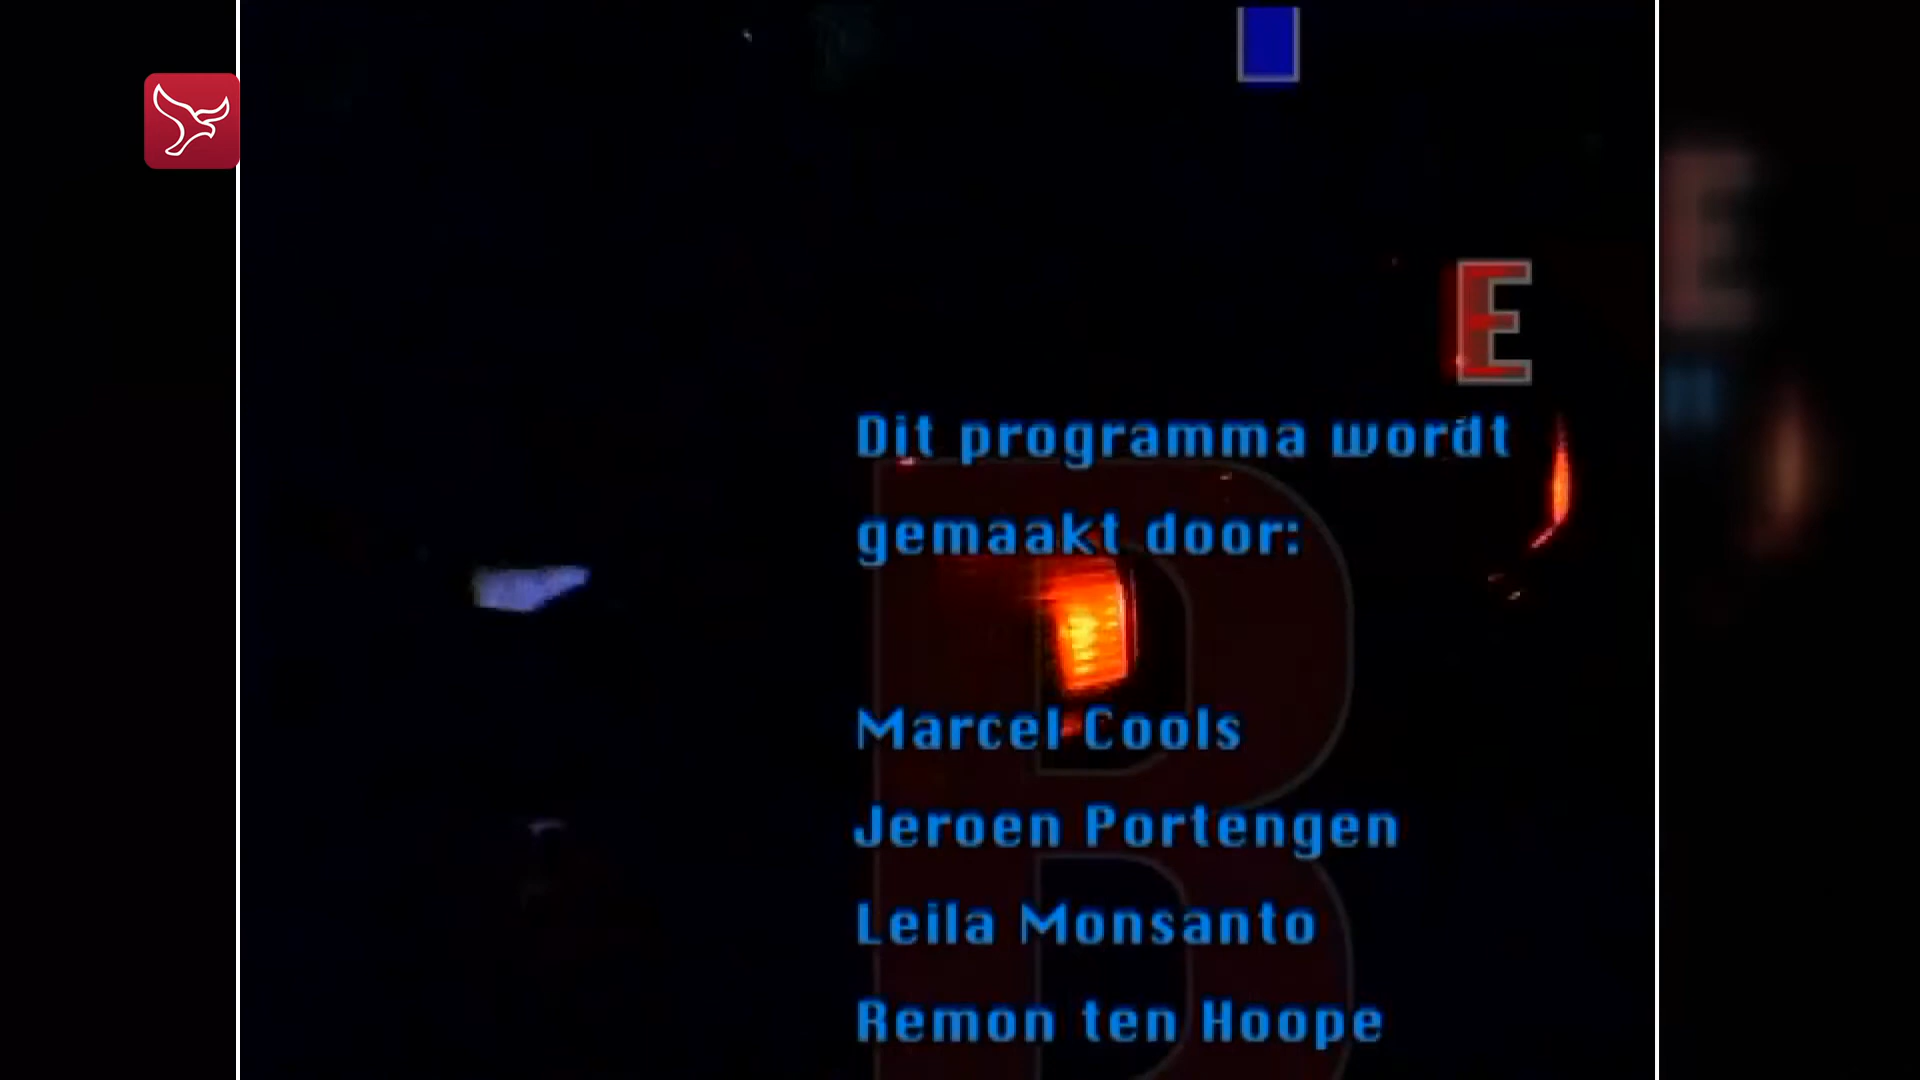 E
Dit programma wordt
gemaakt door:
B
Marcel Cools
Jeroen Portengen
Leila Monsanto
Remon ten Hoope